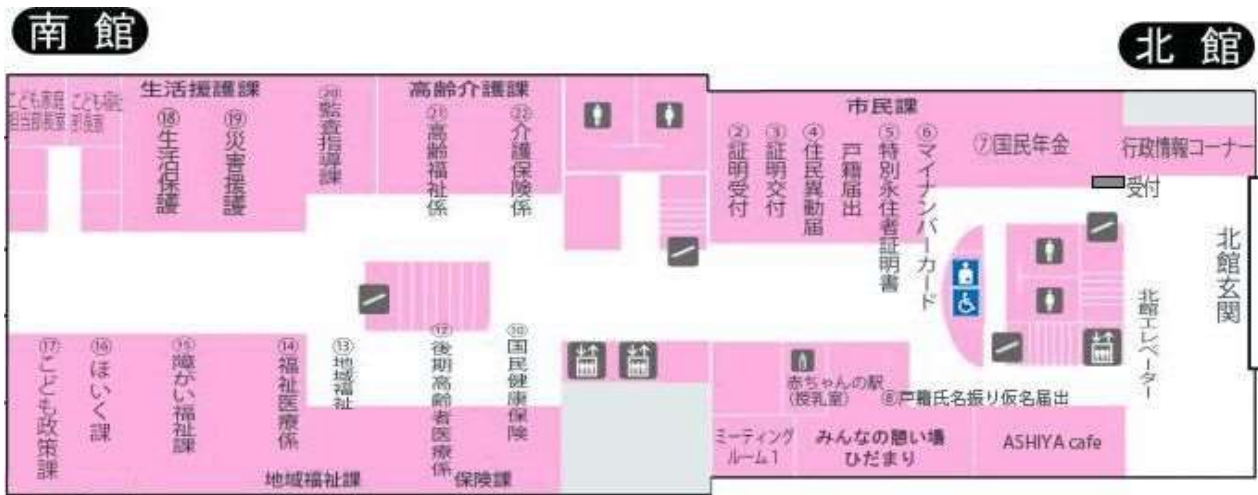 南館
北館
こども家庭
担当部長室
こども福祉
部長室
生活援護課
⑱生活保護
⑲災害援護
⑳監査指導課
高齢介護課
㉑高齢福祉係
㉒介護保険係
市民課
②証明受付
③証明交付
④住民異動届
戸籍届出
⑤特別永住者証明書
⑥マイナンバーカード
⑦国民年金
行政情報コーナー
受付
北館玄関
北館エレベーター
⑰こども政策課
⑯ほいく課
⑮障がい福祉課
⑭福祉医療係
⑬地域福祉
地域福祉課
⑫後期高齢者医療係
⑩国民健康保険
保険課
赤ちゃんの駅
(授乳室)
⑧戸籍氏名振り仮名届出
ミーティング
ルーム1
みんなの憩い場
ひだまり
ASHIYA cafe